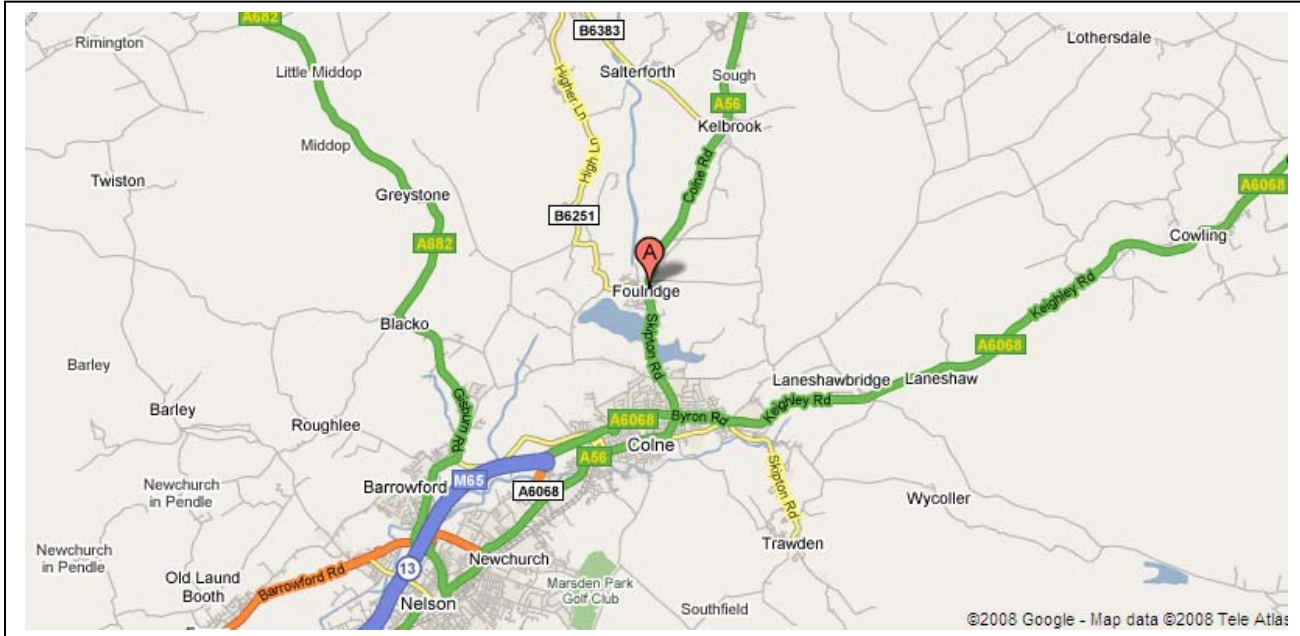 A682
B6383
Rimington
Lothersdale
Little Middop
Salterforth
Sough
Higher Ln
A56
Kelbrook
Middop
High Ln
Colne Rd
Twiston
Greystone
A6068
B6251
A682
Cowling
A
Foulridge
Keighley Rd
Blacko
Skipton Rd
A6068
Barley
Laneshawbridge
Laneshaw
Barley
Gisburn Rd
Keighley Rd
Roughlee
A6068
Byron Rd
Colne
A56
M65
Skipton Rd
Newchurch
in Pendle
Barrowford
A6068
Wycoller
Newchurch
in Pendle
Newchurch
Trawden
Old Laund
Booth
Barrowford Rd
13
Marsden Park
Golf Club
Nelson
Southfield
©2008 Google - Map data ©2008 Tele Atlas